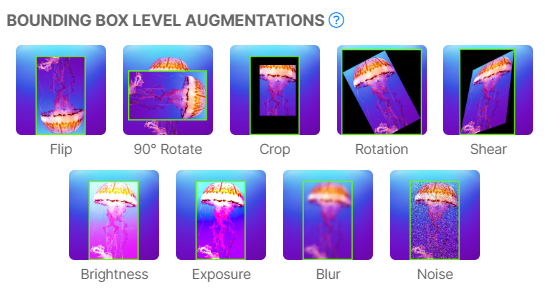 BOUNDING BOX LEVEL AUGMENTATIONS ?
Flip
90° Rotate
Crop
Rotation
Shear
Brightness
Exposure
Blur
Noise